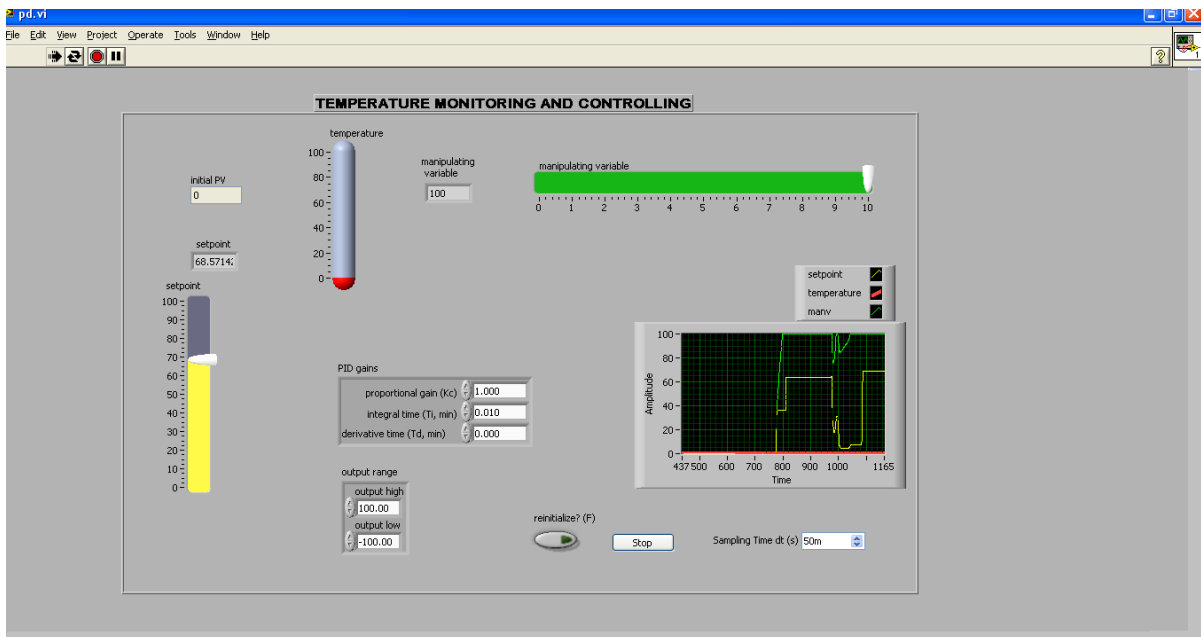 pd.vi
File Edit View Project Operate Tools Window Help
TEMPERATURE MONITORING AND CONTROLLING
temperature
100
80
60
40
20
0
initial PV
0
manipulating
variable
100
manipulating variable
0 1 2 3 4 5 6 7 8 9 10
setpoint
68.5714
setpoint
100
90
80
70
60
50
40
30
20
10
0
setpoint
temperature
manv
Amplitude
100
80
60
40
20
0
437 500 600 700 800 900 1000 1165
Time
PID gains
proportional gain (Kc) 1.000
integral time (Ti, min) 0.010
derivative time (Td, min) 0.000
output range
output high
100.00
output low
-100.00
reinitialize? (F)
Stop
Sampling Time dt (s) 50m